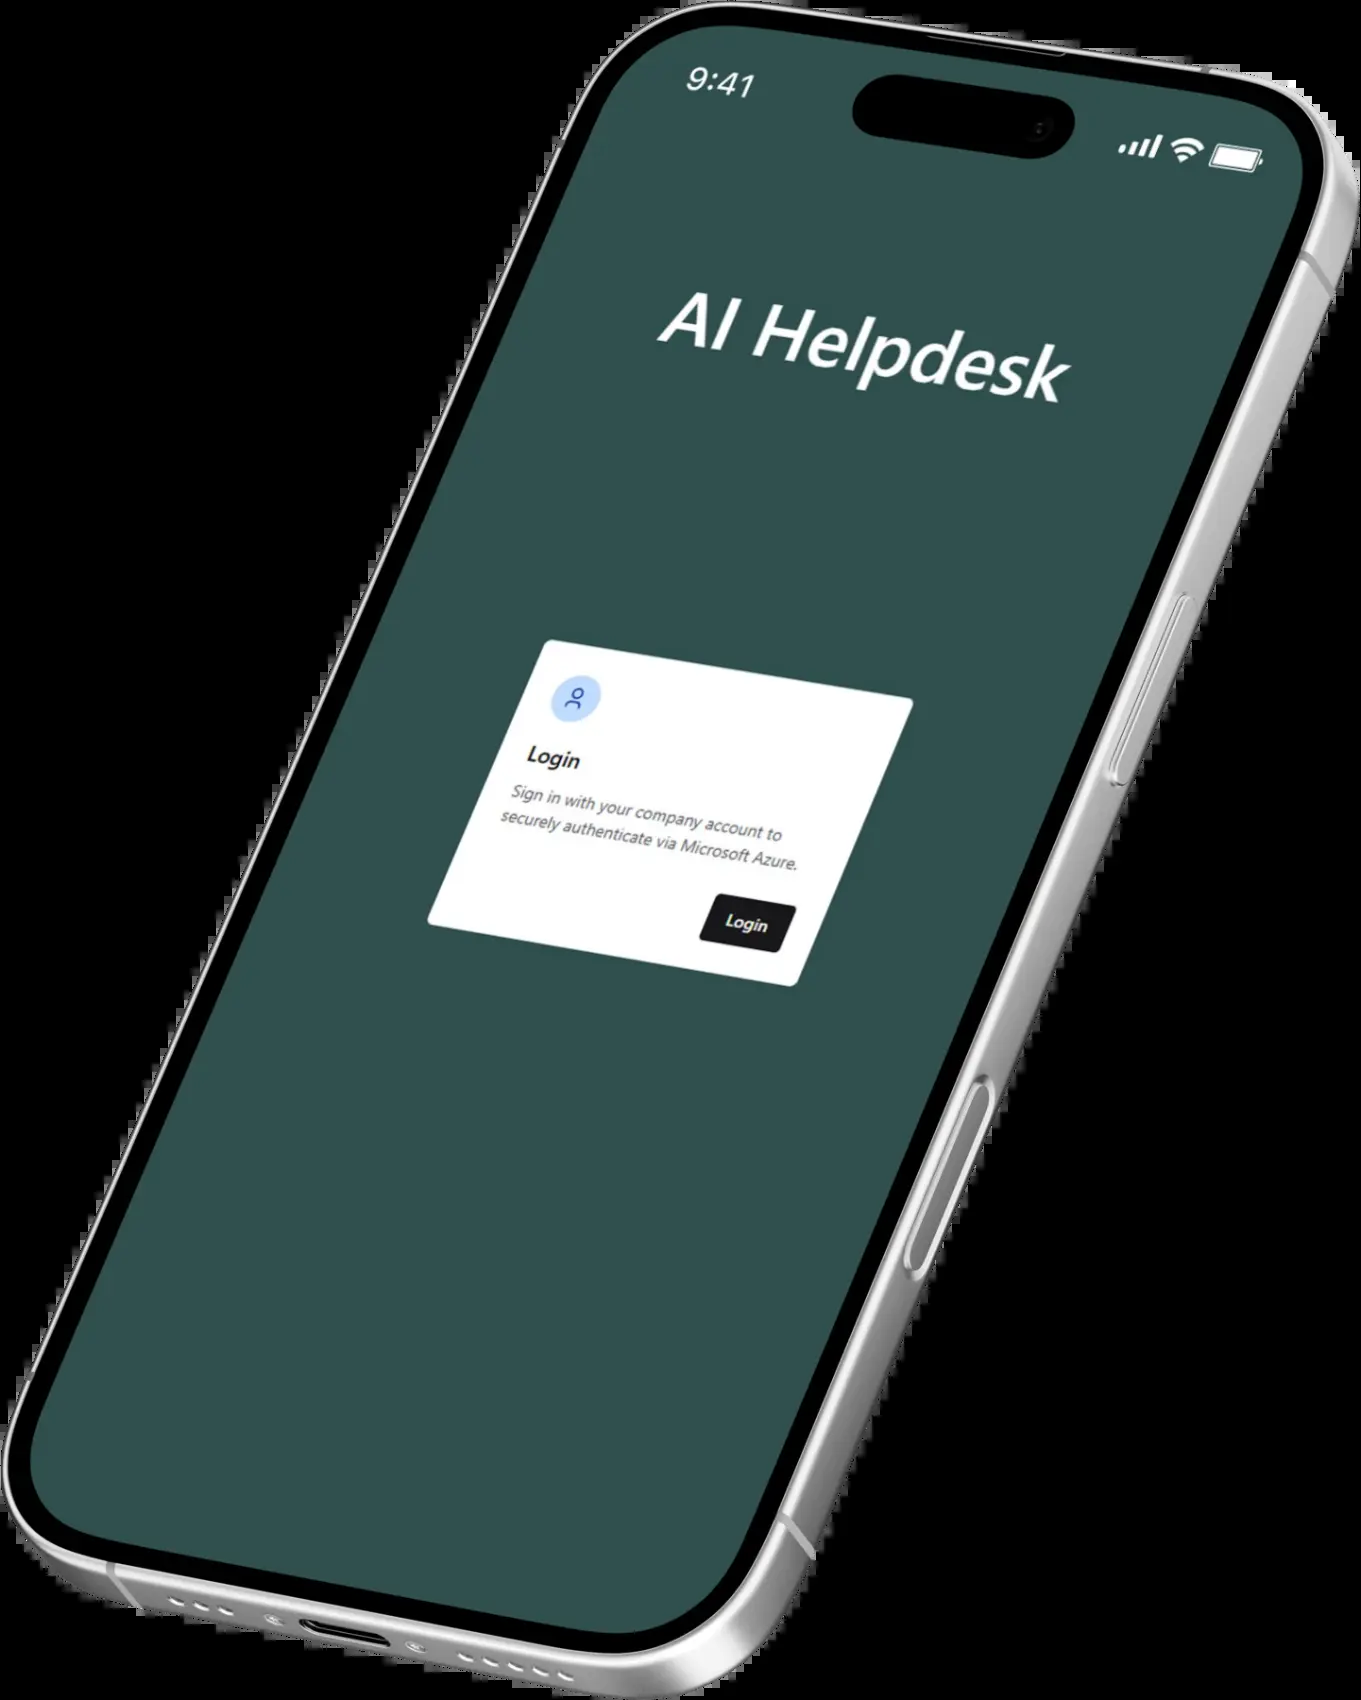 9:41
AI Helpdesk
Login
Sign in with your company account to
securely authenticate via Microsoft Azure.
Login